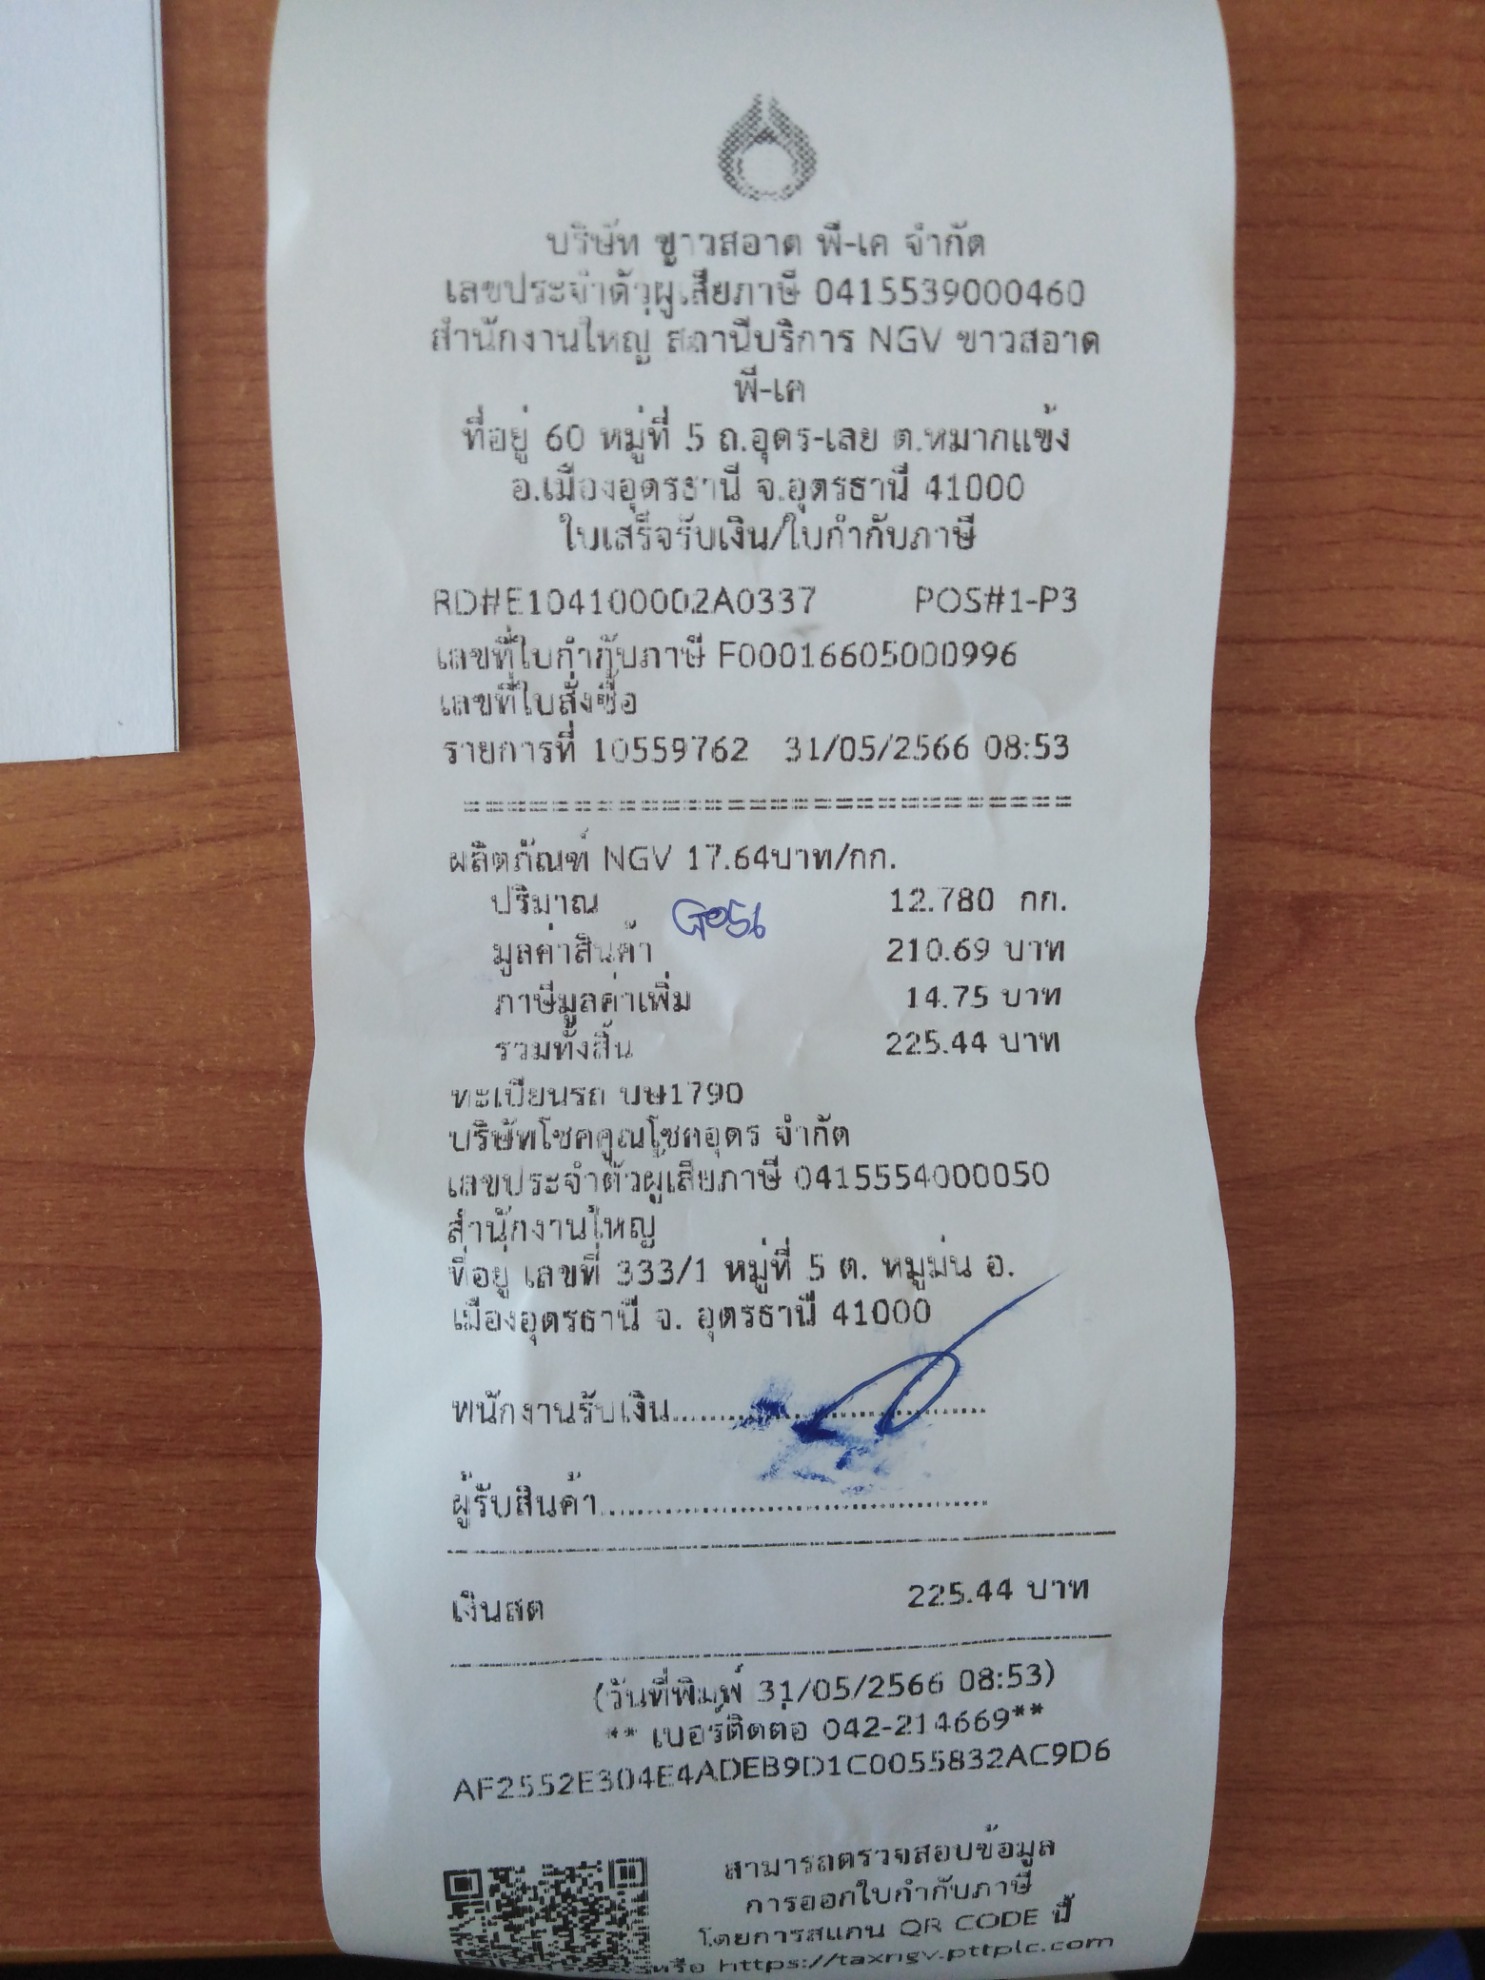 บริษัท ขาวสอาด พี-เค จำกัด
เลขประจำตัวผู้เสียภาษี 0415539000460
สำนักงานใหญ่ สถานีบริการ NGV ขาวสอาด
พี-เค
ที่อยู่ 60 หมู่ที่ 5 ถ.อุดร-เลย ต.หมากแข้ง
อ.เมืองอุดรธานี จ.อุดรธานี 41000
ใบเสร็จรับเงิน/ใบกำกับภาษี
RD#E104100002A0337 POS#1-P3
เลขที่ใบกำกับภาษี F00016605000996
เลขที่ใบสั่งซื้อ
รายการที่ 10559762 31/05/2566 08:53
================================
ผลิตภัณฑ์ NGV 17.64บาท/กก.
ปริมาณ 12.780 กก.
G056
มูลค่าสินค้า 210.69 บาท
ภาษีมูลค่าเพิ่ม 14.75 บาท
รวมทั้งสิ้น 225.44 บาท
ทะเบียนรถ บษ1790
บริษัทโชคคูณโชคอุดร จำกัด
เลขประจำตัวผู้เสียภาษี 0415554000050
สำนักงานใหญ่
ที่อยู่ เลขที่ 333/1 หมู่ที่ 5 ต. หมูม่น อ.
เมืองอุดรธานี จ. อุดรธานี 41000
พนักงานรับเงิน..............................
ผู้รับสินค้า....................................
เงินสด 225.44 บาท
(วันที่พิมพ์ 31/05/2566 08:53)
** เบอร์ติดต่อ 042-214669**
AF2552E304E4ADEB9D1C0055832AC9D6
สามารถตรวจสอบข้อมูล
การออกใบกำกับภาษี
โดยการสแกน QR CODE นี้
หรือ https://taxngv.pttplc.com